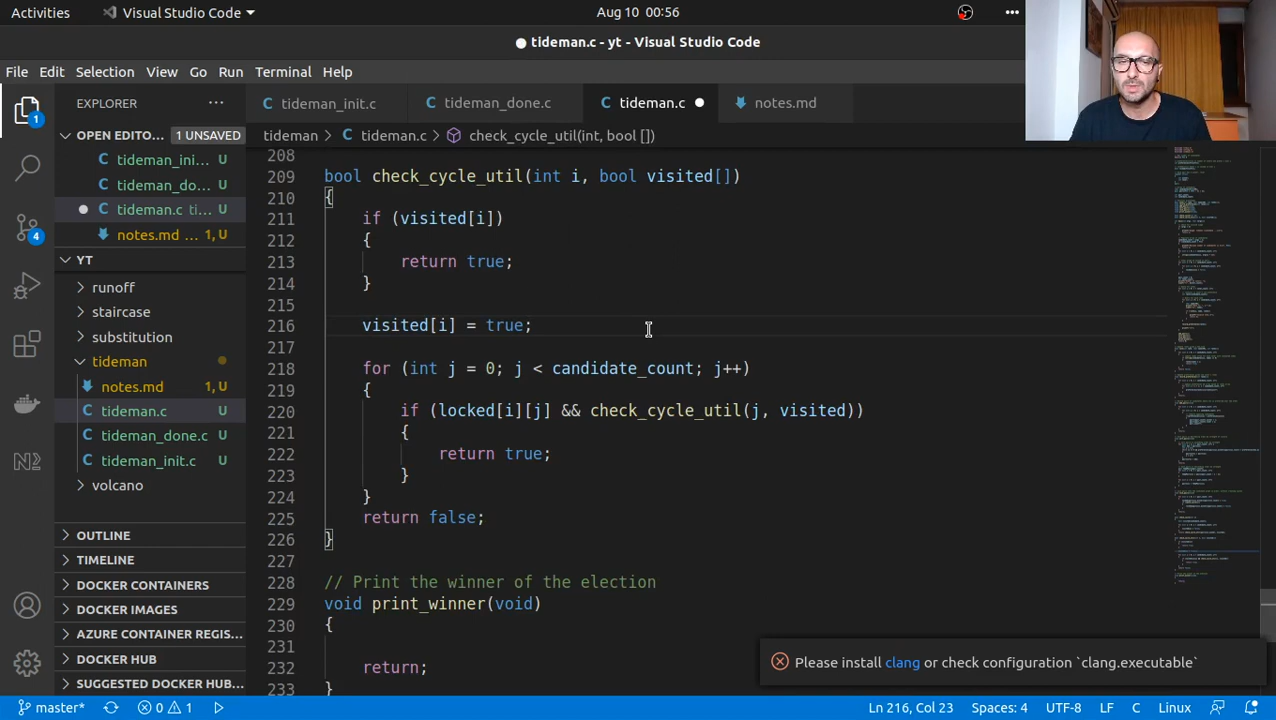 Activities
Visual Studio Code
Aug 10 00:56
tideman.c - yt - Visual Studio Code
File Edit Selection View Go Run Terminal Help
EXPLORER
tideman_init.c
tideman_done.c
tideman.c
notes.md
OPEN EDITO... 1 UNSAVED
tideman > tideman.c > check_cycle_util(int, bool [])
tideman_ini... U
tideman_do... U
tideman.c ti... U
notes.md ... 1, U
YT
runoff
staircase
substitution
tideman
notes.md 1, U
tideman.c U
tideman_done.c U
tideman_init.c U
volcano
OUTLINE
TIMELINE
DOCKER CONTAINERS
DOCKER IMAGES
AZURE CONTAINER REGIS...
DOCKER HUB
SUGGESTED DOCKER HUB...
1
4
208
209 bool check_cycle_util(int i, bool visited[])
210 {
211 if (visited[i])
212 {
213 return true;
214 }
215
216 visited[i] = true;
217
218 for (int j = 0; j < candidate_count; j++)
219 {
220 if (locked[i][j] && check_cycle_util(j, visited))
221 {
222 return true;
223 }
224 }
225 return false;
226 }
227
228 // Print the winner of the election
229 void print_winner(void)
230 {
231
232 return;
233 }
Please install clang or check configuration `clang.executable`
master* 0 1 Ln 216, Col 23 Spaces: 4 UTF-8 LF C Linux